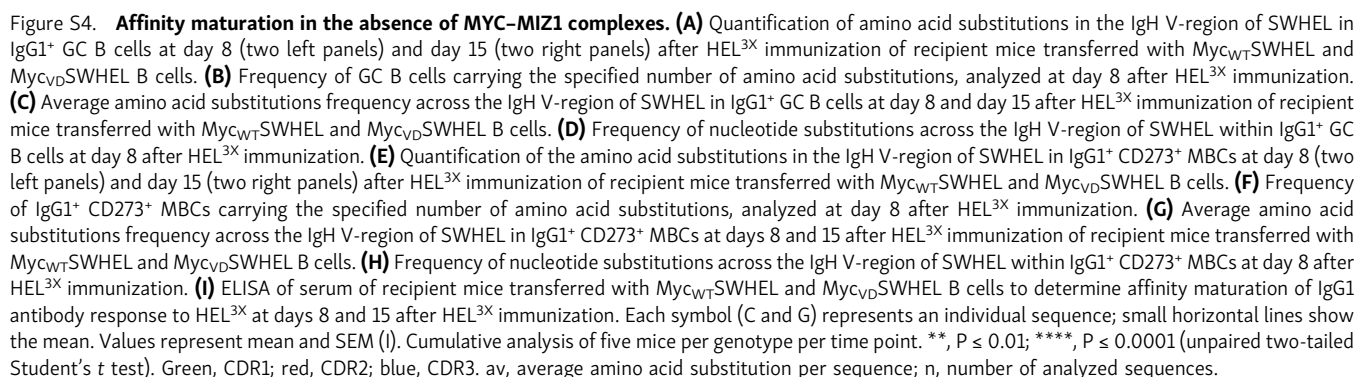 Figure S4. Affinity maturation in the absence of MYC–MIZ1 complexes. (A) Quantification of amino acid substitutions in the IgH V-region of SWHEL in
IgG1⁺ GC B cells at day 8 (two left panels) and day 15 (two right panels) after HEL³ˣ immunization of recipient mice transferred with Myc_WTSWHEL and
Myc_VDSWHEL B cells. (B) Frequency of GC B cells carrying the specified number of amino acid substitutions, analyzed at day 8 after HEL³ˣ immunization.
(C) Average amino acid substitutions frequency across the IgH V-region of SWHEL in IgG1⁺ GC B cells at day 8 and day 15 after HEL³ˣ immunization of recipient
mice transferred with Myc_WTSWHEL and Myc_VDSWHEL B cells. (D) Frequency of nucleotide substitutions across the IgH V-region of SWHEL within IgG1⁺ GC
B cells at day 8 after HEL³ˣ immunization. (E) Quantification of the amino acid substitutions in the IgH V-region of SWHEL in IgG1⁺ CD273⁺ MBCs at day 8 (two
left panels) and day 15 (two right panels) after HEL³ˣ immunization of recipient mice transferred with Myc_WTSWHEL and Myc_VDSWHEL B cells. (F) Frequency
of IgG1⁺ CD273⁺ MBCs carrying the specified number of amino acid substitutions, analyzed at day 8 after HEL³ˣ immunization. (G) Average amino acid
substitutions frequency across the IgH V-region of SWHEL in IgG1⁺ CD273⁺ MBCs at days 8 and 15 after HEL³ˣ immunization of recipient mice transferred with
Myc_WTSWHEL and Myc_VDSWHEL B cells. (H) Frequency of nucleotide substitutions across the IgH V-region of SWHEL within IgG1⁺ CD273⁺ MBCs at day 8 after
HEL³ˣ immunization. (I) ELISA of serum of recipient mice transferred with Myc_WTSWHEL and Myc_VDSWHEL B cells to determine affinity maturation of IgG1
antibody response to HEL³ˣ at days 8 and 15 after HEL³ˣ immunization. Each symbol (C and G) represents an individual sequence; small horizontal lines show
the mean. Values represent mean and SEM (I). Cumulative analysis of five mice per genotype per time point. **, P ≤ 0.01; ****, P ≤ 0.0001 (unpaired two-tailed
Student's t test). Green, CDR1; red, CDR2; blue, CDR3. av, average amino acid substitution per sequence; n, number of analyzed sequences.